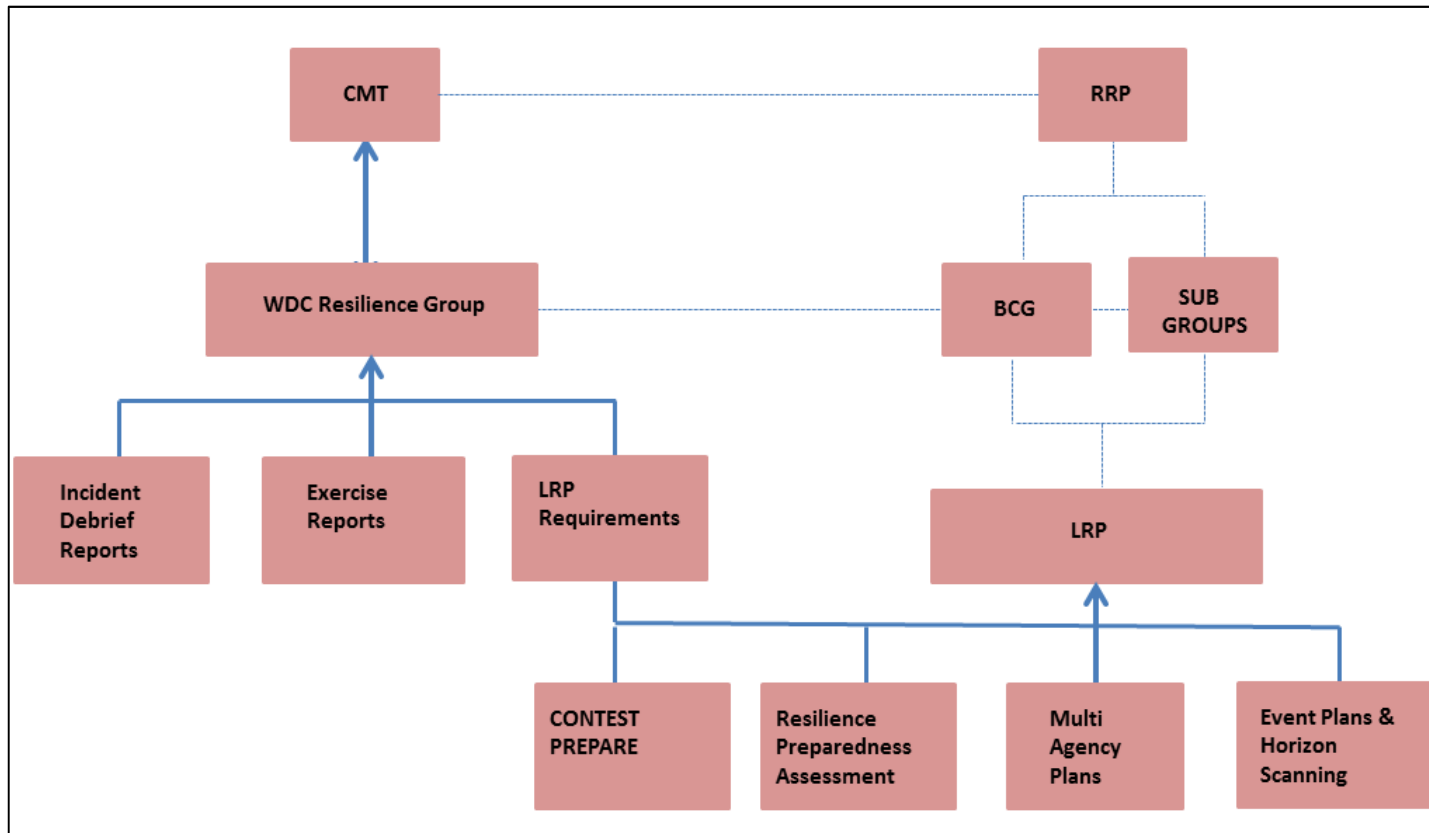 CMT
RRP
WDC Resilience Group
BCG
SUB
GROUPS
Incident
Debrief
Reports
Exercise
Reports
LRP
Requirements
LRP
CONTEST
PREPARE
Resilience
Preparedness
Assessment
Multi
Agency
Plans
Event Plans &
Horizon
Scanning